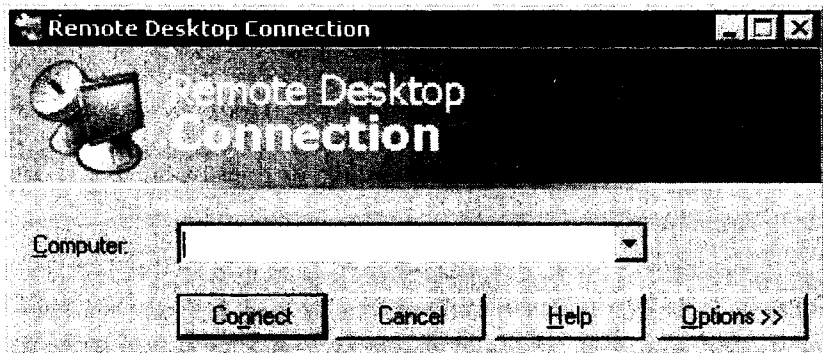 Remote Desktop Connection
Remote Desktop
Connection
Computer:
Connect Cancel Help Options >>